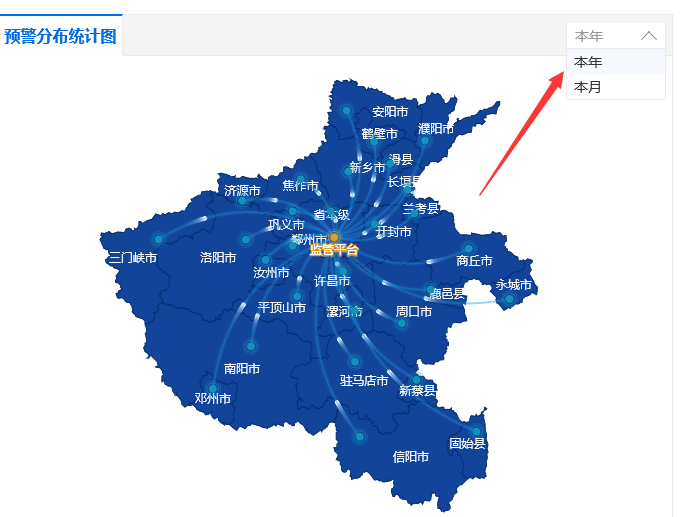 预警分布统计图
本年
本年
本月
安阳市
鹤壁市
濮阳市
滑县
新乡市
长垣县
焦作市
济源市
省本级
兰考县
巩义市
开封市
郑州市
监管平台
三门峡市
洛阳市
商丘市
汝州市
许昌市
永城市
鹿邑县
平顶山市
漯河市
周口市
南阳市
驻马店市
新蔡县
邓州市
固始县
信阳市